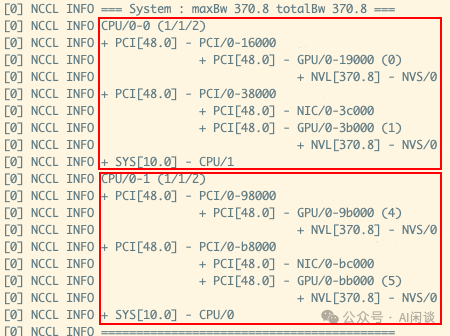 [0] NCCL INFO === System : maxBw 370.8 totalBw 370.8 ===
[0] NCCL INFO CPU/0-0 (1/1/2)
[0] NCCL INFO + PCI[48.0] - PCI/0-16000
[0] NCCL INFO + PCI[48.0] - GPU/0-19000 (0)
[0] NCCL INFO + NVL[370.8] - NVS/0
[0] NCCL INFO + PCI[48.0] - PCI/0-38000
[0] NCCL INFO + PCI[48.0] - NIC/0-3c000
[0] NCCL INFO + PCI[48.0] - GPU/0-3b000 (1)
[0] NCCL INFO + NVL[370.8] - NVS/0
[0] NCCL INFO + SYS[10.0] - CPU/1
[0] NCCL INFO CPU/0-1 (1/1/2)
[0] NCCL INFO + PCI[48.0] - PCI/0-98000
[0] NCCL INFO + PCI[48.0] - GPU/0-9b000 (4)
[0] NCCL INFO + NVL[370.8] - NVS/0
[0] NCCL INFO + PCI[48.0] - PCI/0-b8000
[0] NCCL INFO + PCI[48.0] - NIC/0-bc000
[0] NCCL INFO + PCI[48.0] - GPU/0-bb000 (5)
[0] NCCL INFO + NVL[370.8] - NVS/0
[0] NCCL INFO + SYS[10.0] - CPU/0
[0] NCCL INFO ==========================================
公众号 · AI闲谈